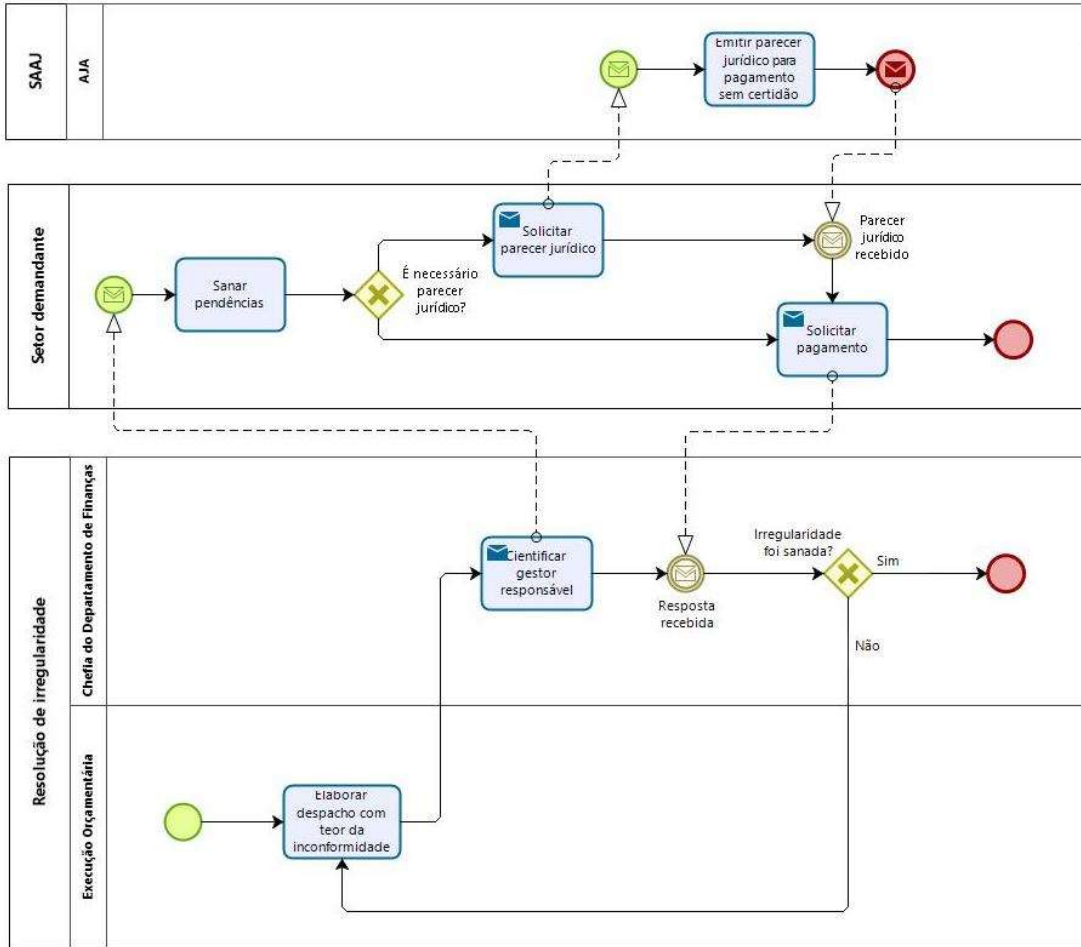 SAAJ
AJA
Emitir parecer
jurídico para
pagamento
sem certidão
Setor demandante
Sanar
pendências
É necessário
parecer
jurídico?
Solicitar
parecer jurídico
Parecer
jurídico
recebido
Solicitar
pagamento
Resolução de irregularidade
Chefia do Departamento de Finanças
Cientificar
gestor
responsável
Resposta
recebida
Irregularidade
foi sanada?
Sim
Não
Execução Orçamentária
Elaborar
despacho com
teor da
inconformidade